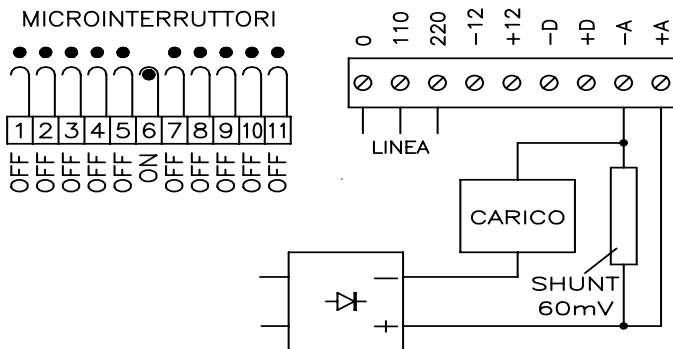 MICROINTERRUTTORI
1 2 3 4 5 6 7 8 9 10 11
OFF OFF OFF OFF OFF ON OFF OFF OFF OFF OFF
0 110 220 -12 +12 -D +D -A +A
LINEA
CARICO
SHUNT
60mV
−
+